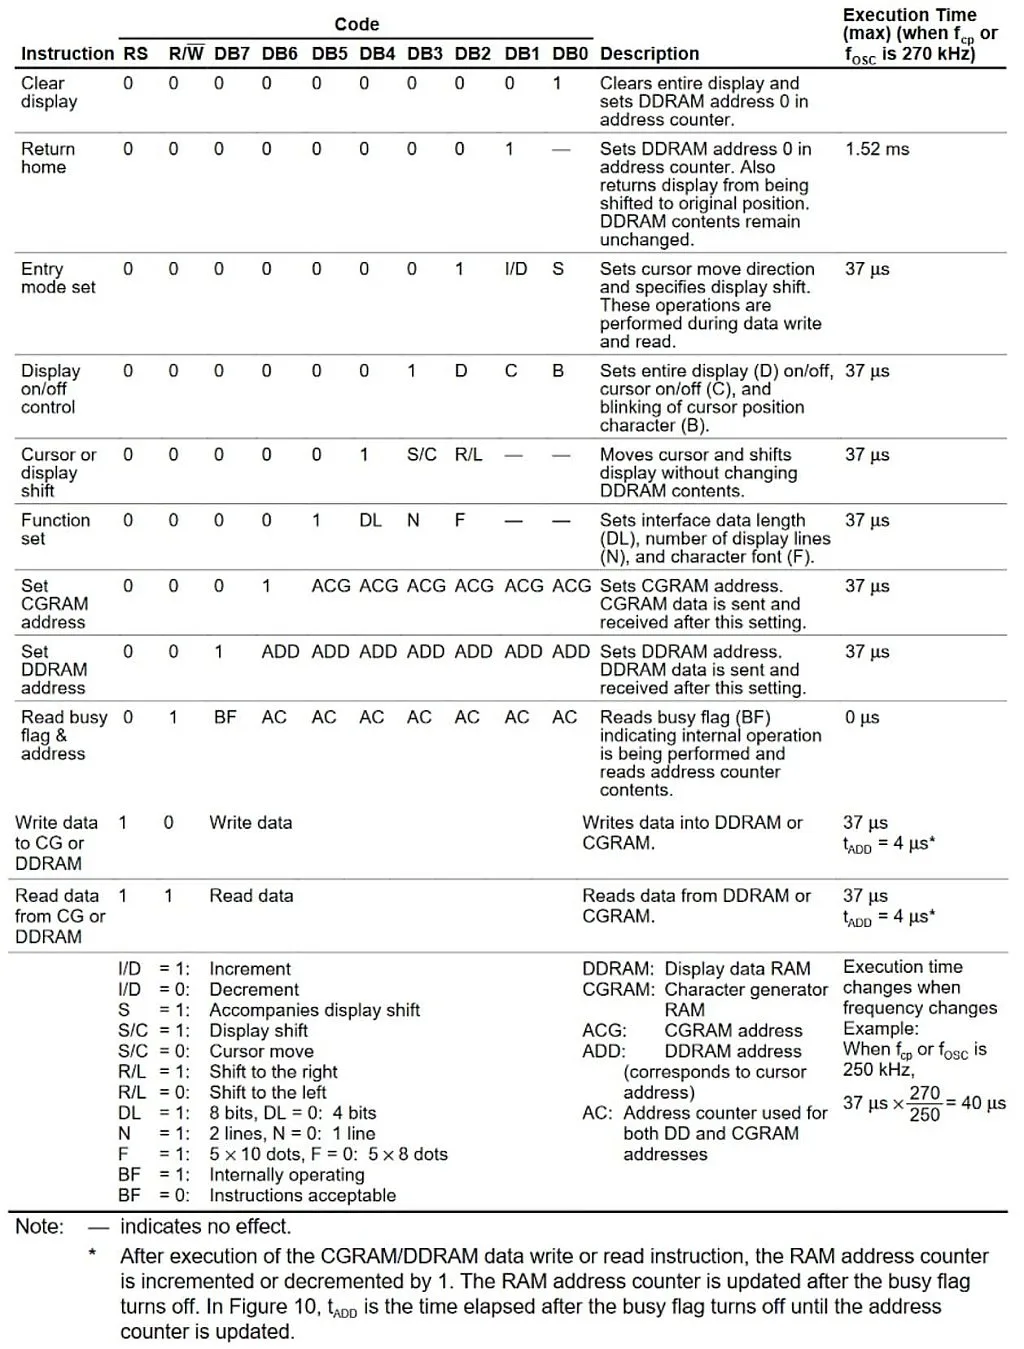 Code
Execution Time
(max) (when fcp or
fOSC is 270 kHz)
Instruction RS R/W DB7 DB6 DB5 DB4 DB3 DB2 DB1 DB0 Description
Clear 0 0 0 0 0 0 0 0 0 1 Clears entire display and
display sets DDRAM address 0 in
address counter.
Return 0 0 0 0 0 0 0 0 1 — Sets DDRAM address 0 in 1.52 ms
home address counter. Also
returns display from being
shifted to original position.
DDRAM contents remain
unchanged.
Entry 0 0 0 0 0 0 0 1 I/D S Sets cursor move direction 37 µs
mode set and specifies display shift.
These operations are
performed during data write
and read.
Display 0 0 0 0 0 0 1 D C B Sets entire display (D) on/off, 37 µs
on/off cursor on/off (C), and
control blinking of cursor position
character (B).
Cursor or 0 0 0 0 0 1 S/C R/L — — Moves cursor and shifts 37 µs
display display without changing
shift DDRAM contents.
Function 0 0 0 0 1 DL N F — — Sets interface data length 37 µs
set (DL), number of display lines
(N), and character font (F).
Set 0 0 0 1 ACG ACG ACG ACG ACG ACG Sets CGRAM address. 37 µs
CGRAM CGRAM data is sent and
address received after this setting.
Set 0 0 1 ADD ADD ADD ADD ADD ADD ADD Sets DDRAM address. 37 µs
DDRAM DDRAM data is sent and
address received after this setting.
Read busy 0 1 BF AC AC AC AC AC AC AC Reads busy flag (BF) 0 µs
flag & indicating internal operation
address is being performed and
reads address counter
contents.
Write data 1 0 Write data Writes data into DDRAM or 37 µs
to CG or CGRAM. tADD = 4 µs*
DDRAM
Read data 1 1 Read data Reads data from DDRAM or 37 µs
from CG or CGRAM. tADD = 4 µs*
DDRAM
I/D = 1: Increment DDRAM: Display data RAM Execution time
I/D = 0: Decrement CGRAM: Character generator changes when
S = 1: Accompanies display shift RAM frequency changes
S/C = 1: Display shift ACG: CGRAM address Example:
S/C = 0: Cursor move ADD: DDRAM address When fcp or fOSC is
R/L = 1: Shift to the right (corresponds to cursor 250 kHz,
R/L = 0: Shift to the left address) 37 µs × 270/250 = 40 µs
DL = 1: 8 bits, DL = 0: 4 bits AC: Address counter used for
N = 1: 2 lines, N = 0: 1 line both DD and CGRAM
F = 1: 5 × 10 dots, F = 0: 5 × 8 dots addresses
BF = 1: Internally operating
BF = 0: Instructions acceptable
Note: — indicates no effect.
* After execution of the CGRAM/DDRAM data write or read instruction, the RAM address counter
is incremented or decremented by 1. The RAM address counter is updated after the busy flag
turns off. In Figure 10, tADD is the time elapsed after the busy flag turns off until the address
counter is updated.